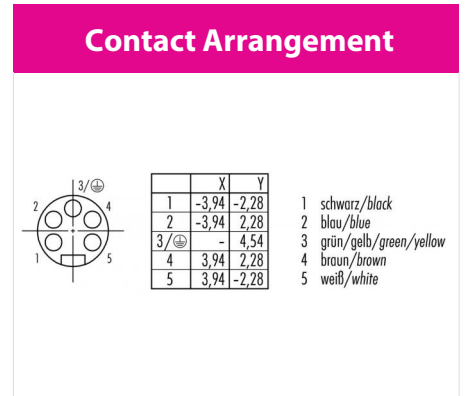 Contact Arrangement
3/⏚
2 4
1 5
X Y
1 -3,94 -2,28
2 -3,94 2,28
3/⏚ - 4,54
4 3,94 2,28
5 3,94 -2,28
1 schwarz/black
2 blau/blue
3 grün/gelb/green/yellow
4 braun/brown
5 weiß/white